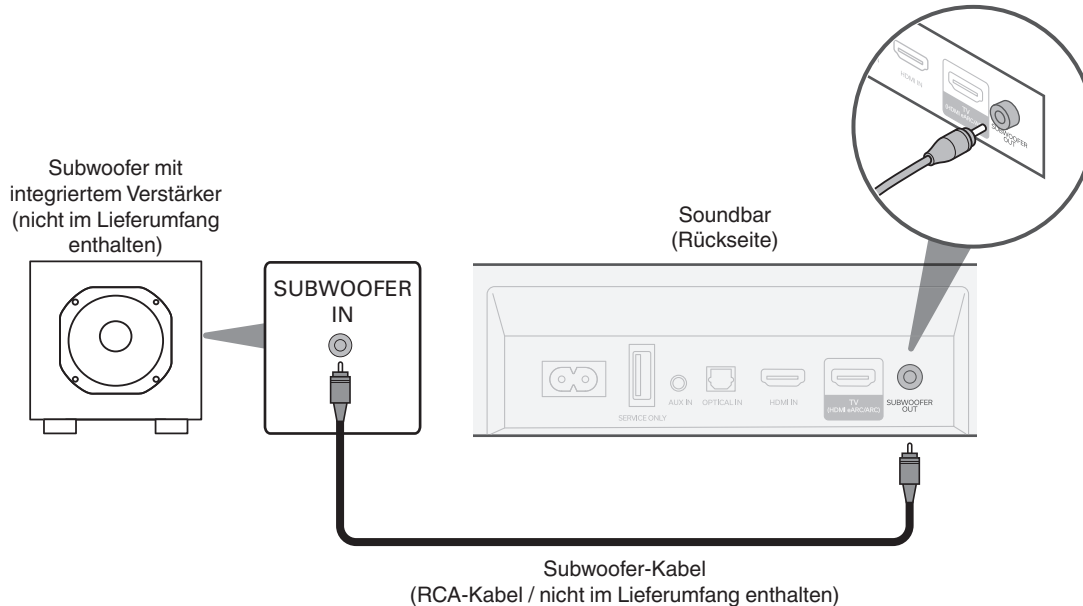 HDMI IN
TV
(HDMI eARC/
SUBWOOFER
OUT
Subwoofer mit
integriertem Verstärker
(nicht im Lieferumfang
enthalten)
Soundbar
(Rückseite)
SUBWOOFER
IN
SERVICE ONLY
AUX IN
OPTICAL IN
HDMI IN
TV
(HDMI eARC/ARC)
SUBWOOFER
OUT
Subwoofer-Kabel
(RCA-Kabel / nicht im Lieferumfang enthalten)